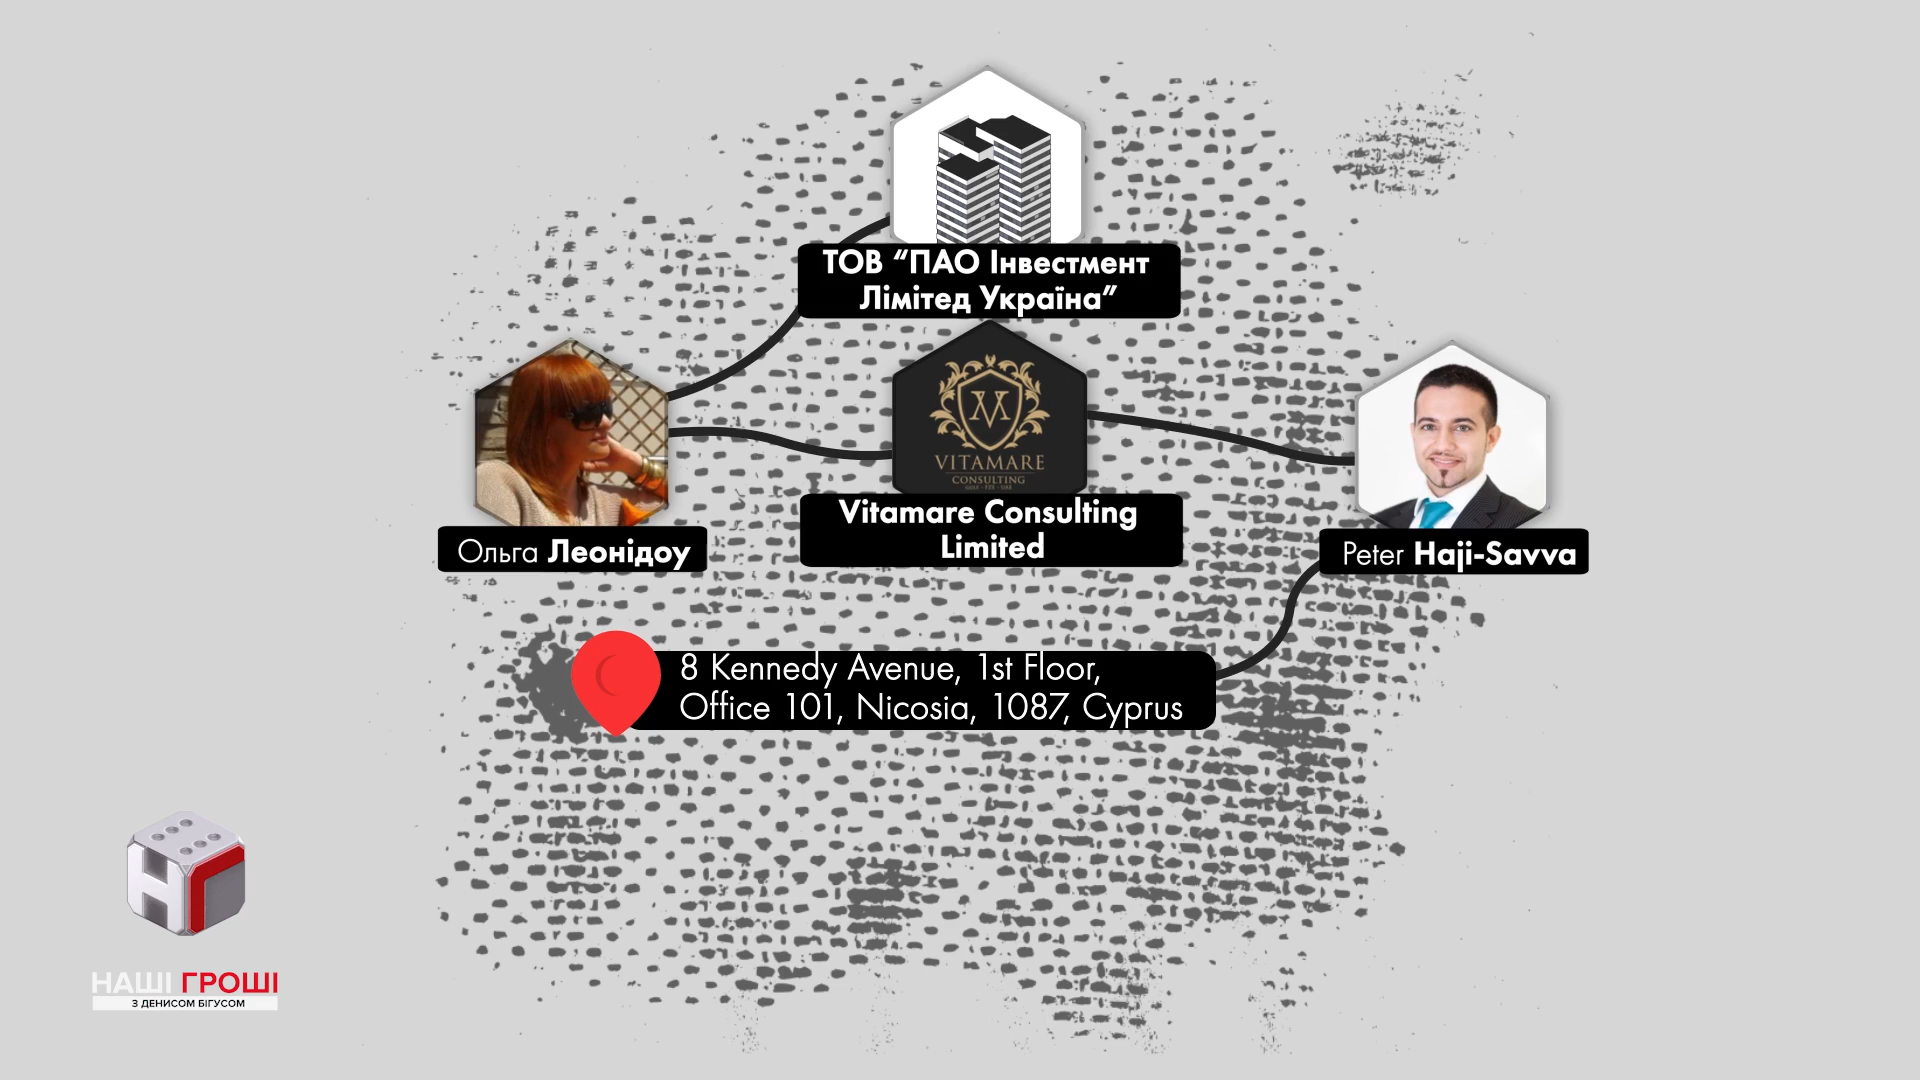 ТОВ “ПАО Інвестмент
Лімітед Україна”
VITAMARE
CONSULTING
Vitamare Consulting
Limited
Ольга Леонідоу
Peter Haji-Savva
8 Kennedy Avenue, 1st Floor,
Office 101, Nicosia, 1087, Cyprus
НАШІ ГРОШІ
З ДЕНИСОМ БІГУСОМ